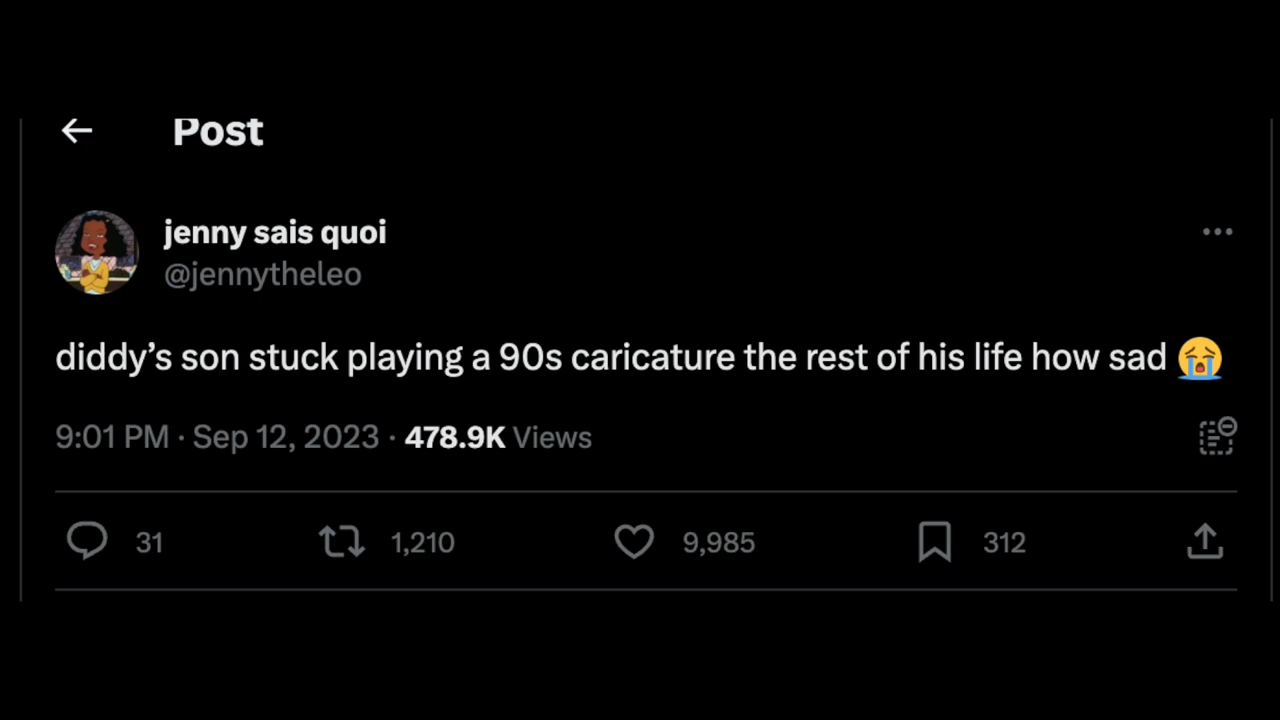 Post
jenny sais quoi
@jennytheleo
diddy’s son stuck playing a 90s caricature the rest of his life how sad 😭
9:01 PM · Sep 12, 2023 · 478.9K Views
31 1,210 9,985 312